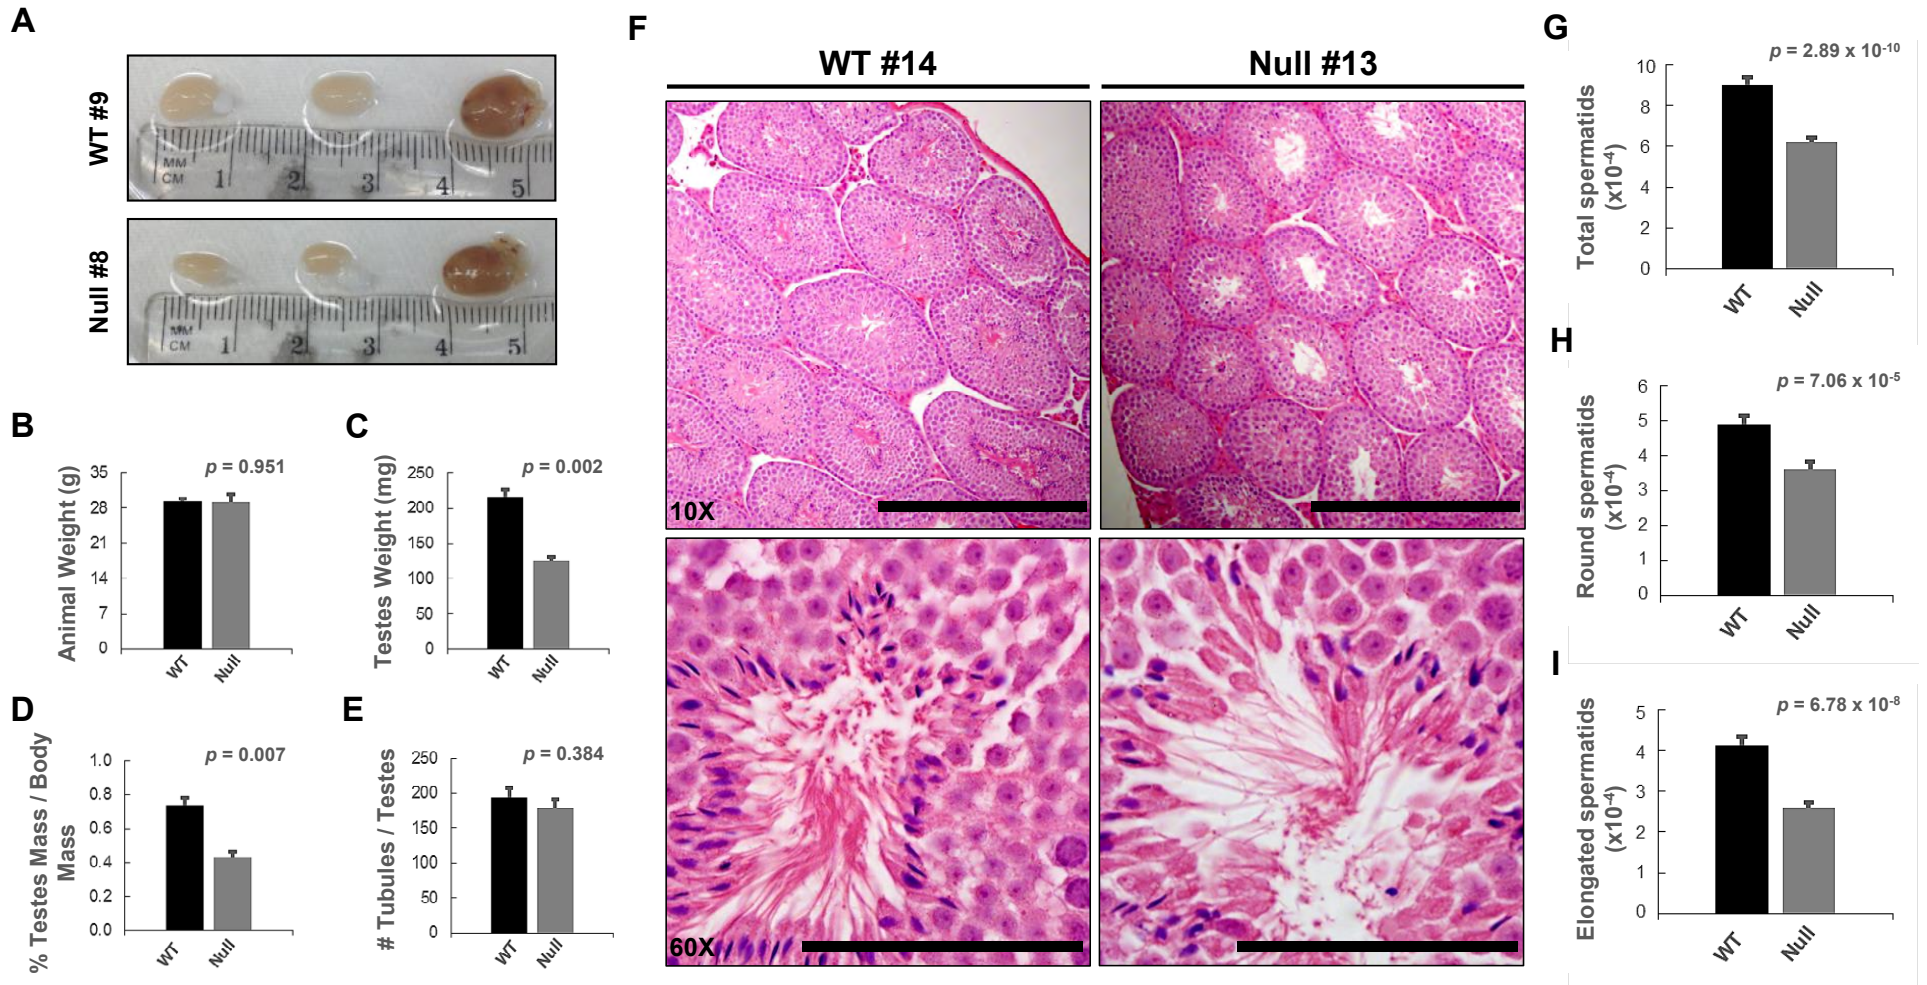 A
WT #9
MM
CM
1 2 3 4 5
Null #8
MM
CM
1 2 3 4 5
B
p = 0.951
Animal Weight (g)
35
28
21
14
7
0
WT
Null
C
p = 0.002
Testes Weight (mg)
250
200
150
100
50
0
WT
Null
D
p = 0.007
% Testes Mass / Body
Mass
1.0
0.8
0.6
0.4
0.2
0.0
WT
Null
E
p = 0.384
# Tubules / Testes
250
200
150
100
50
0
WT
Null
F
WT #14
Null #13
10X
60X
G
p = 2.89 x 10-10
Total spermatids
(x10-4)
10
8
6
4
2
0
WT
Null
H
p = 7.06 x 10-5
Round spermatids
(x10-4)
6
5
4
3
2
1
0
WT
Null
I
p = 6.78 x 10-8
Elongated spermatids
(x10-4)
5
4
3
2
1
0
WT
Null